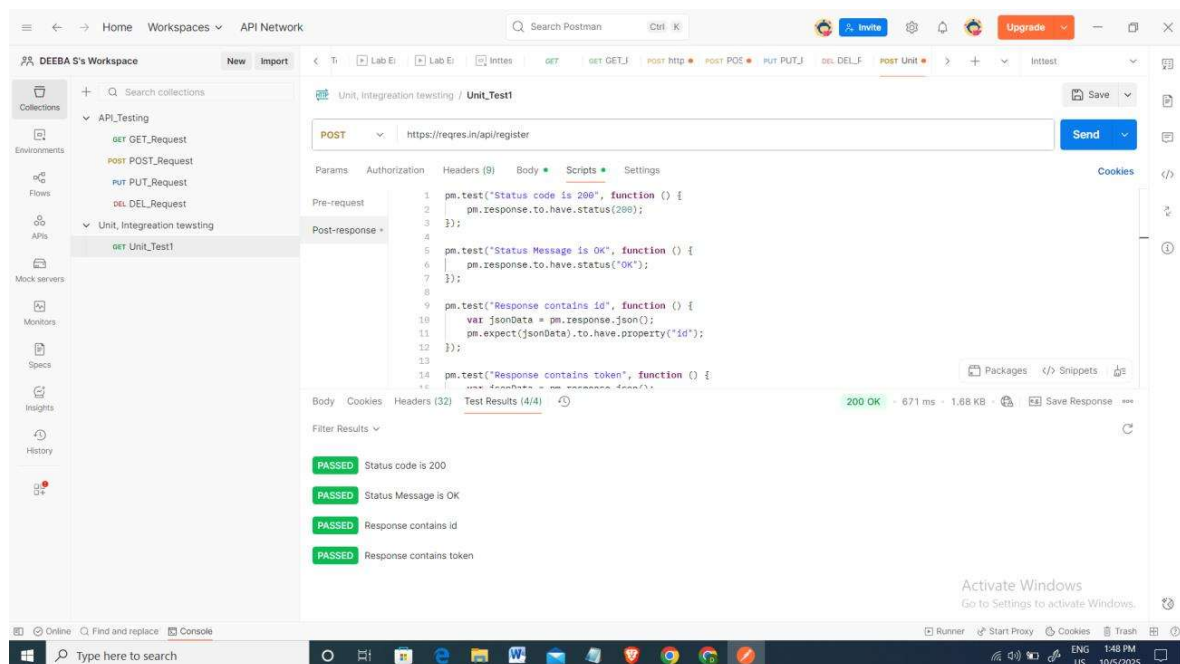 Home Workspaces API Network Search Postman Ctrl K Invite Upgrade
DEEBA S's Workspace New Import Lab E Lab E Inttes GET GET GET_I POST http POST POS PUT PUT_I DEL DEL_F POST Unit Inttest
Collections
Environments
Flows
APIs
Mock servers
Monitors
Specs
Insights
History
Search collections
API_Testing
GET GET_Request
POST POST_Request
PUT PUT_Request
DEL DEL_Request
Unit, Integreation tewsting
GET Unit_Test1
Unit, Integreation tewsting / Unit_Test1 Save
POST https://reqres.in/api/register Send
Params Authorization Headers (9) Body Scripts Settings Cookies
Pre-request
Post-response
1 pm.test("Status code is 200", function () {
2 pm.response.to.have.status(200);
3 });
4
5 pm.test("Status Message is OK", function () {
6 pm.response.to.have.status("OK");
7 });
8
9 pm.test("Response contains id", function () {
10 var jsonData = pm.response.json();
11 pm.expect(jsonData).to.have.property("id");
12 });
13
14 pm.test("Response contains token", function () {
15 var jsonData = pm.response.json();
Packages Snippets
Body Cookies Headers (32) Test Results (4/4) 200 OK 671 ms 1.68 KB Save Response
Filter Results
PASSED Status code is 200
PASSED Status Message is OK
PASSED Response contains id
PASSED Response contains token
Activate Windows
Go to Settings to activate Windows.
Online Find and replace Console Runner Start Proxy Cookies Trash
Type here to search ENG 1:48 PM
US 10/5/2025